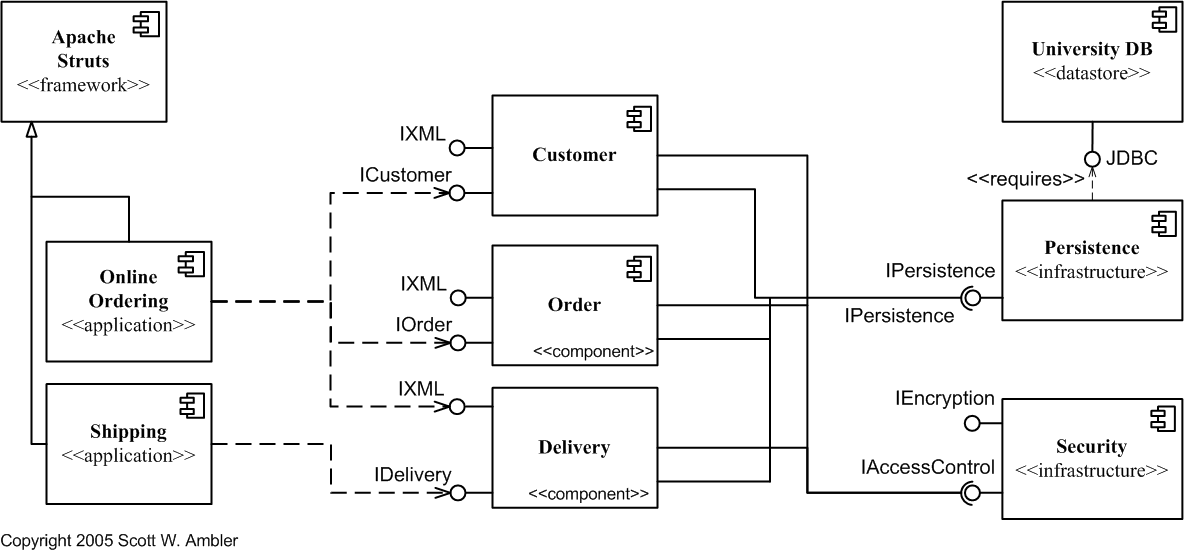 Apache
Struts
<<framework>>
University DB
<<datastore>>
IXML
ICustomer
Customer
JDBC
<<requires>>
Online
Ordering
<<application>>
IXML
IOrder
Order
<<component>>
IPersistence
IPersistence
Persistence
<<infrastructure>>
Shipping
<<application>>
IXML
IDelivery
Delivery
<<component>>
IEncryption
IAccessControl
Security
<<infrastructure>>
Copyright 2005 Scott W. Ambler